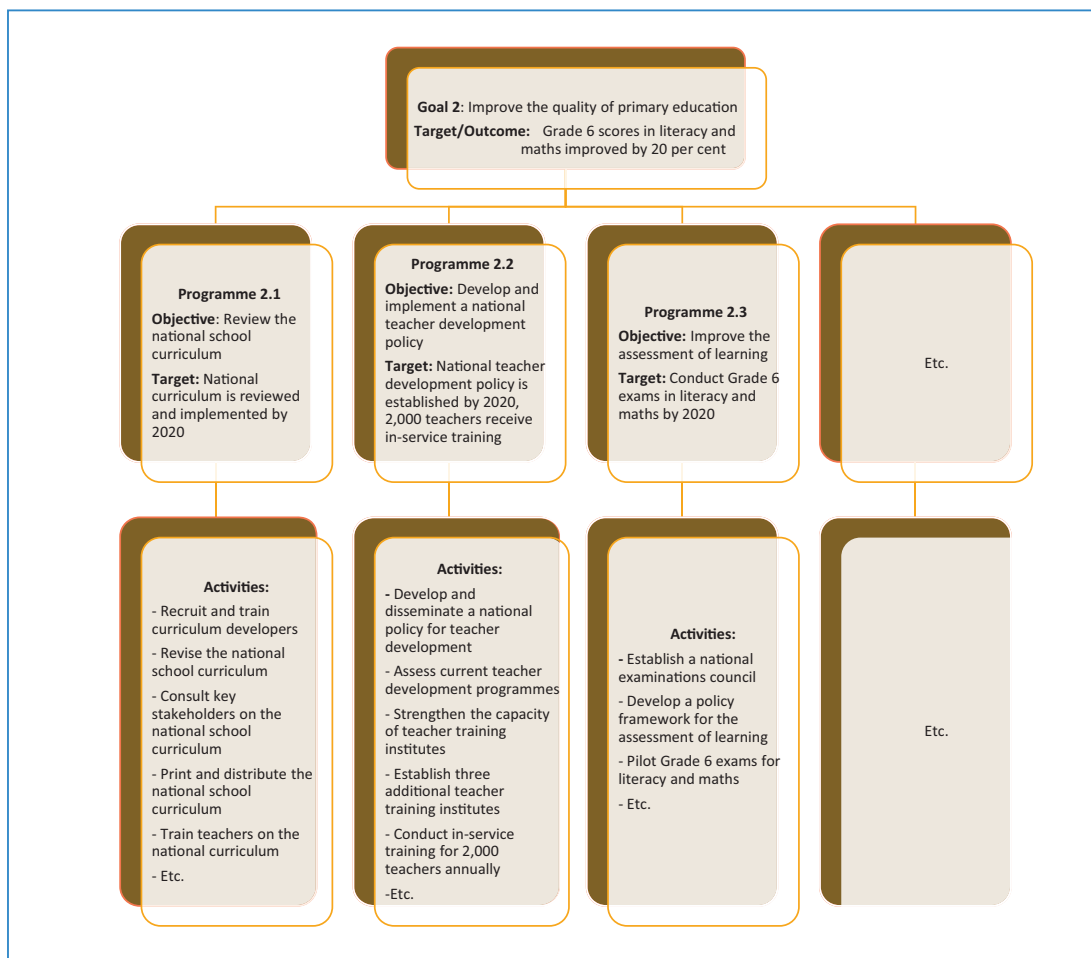 Goal 2: Improve the quality of primary education
Target/Outcome: Grade 6 scores in literacy and
maths improved by 20 per cent
Programme 2.1
Objective: Review the
national school
curriculum
Target: National
curriculum is reviewed
and implemented by
2020
Programme 2.2
Objective: Develop and
implement a national
teacher development
policy
Target: National teacher
development policy is
established by 2020,
2,000 teachers receive
in-service training
Programme 2.3
Objective: Improve the
assessment of learning
Target: Conduct Grade 6
exams in literacy and
maths by 2020
Etc.
Activities:
- Recruit and train
curriculum developers
- Revise the national
school curriculum
- Consult key
stakeholders on the
national school
curriculum
- Print and distribute the
national school
curriculum
- Train teachers on the
national curriculum
- Etc.
Activities:
- Develop and
disseminate a national
policy for teacher
development
- Assess current teacher
development programmes
- Strengthen the capacity
of teacher training
institutes
- Establish three
additional teacher
training institutes
- Conduct in-service
training for 2,000
teachers annually
-Etc.
Activities:
- Establish a national
examinations council
- Develop a policy
framework for the
assessment of learning
- Pilot Grade 6 exams for
literacy and maths
- Etc.
Etc.